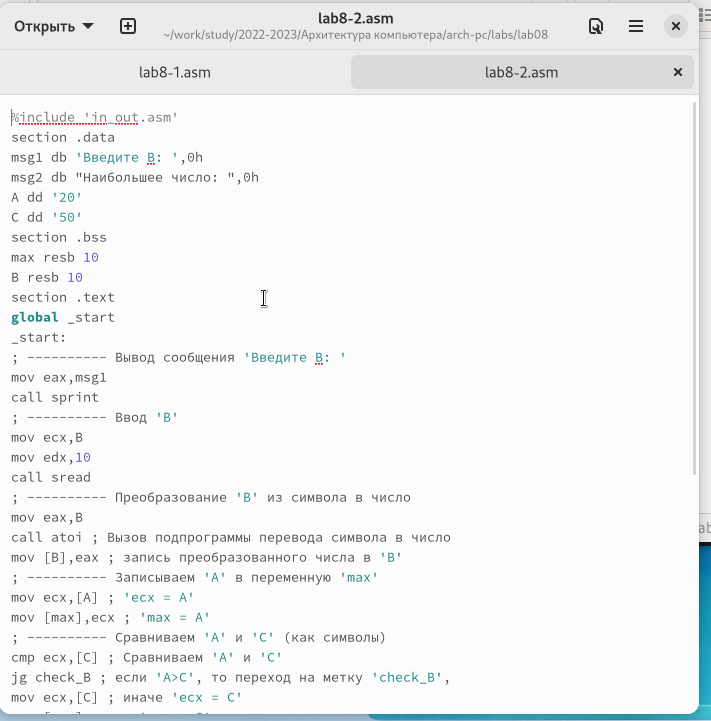 Открыть
lab8-2.asm
~/work/study/2022-2023/Архитектура компьютера/arch-pc/labs/lab08
lab8-1.asm
lab8-2.asm
%include 'in_out.asm'
section .data
msg1 db 'Введите B: ',0h
msg2 db "Наибольшее число: ",0h
A dd '20'
C dd '50'
section .bss
max resb 10
B resb 10
section .text
global _start
_start:
; ---------- Вывод сообщения 'Введите B: '
mov eax,msg1
call sprint
; ---------- Ввод 'B'
mov ecx,B
mov edx,10
call sread
; ---------- Преобразование 'B' из символа в число
mov eax,B
call atoi ; Вызов подпрограммы перевода символа в число
mov [B],eax ; запись преобразованного числа в 'B'
; ---------- Записываем 'A' в переменную 'max'
mov ecx,[A] ; 'ecx = A'
mov [max],ecx ; 'max = A'
; ---------- Сравниваем 'A' и 'С' (как символы)
cmp ecx,[C] ; Сравниваем 'A' и 'С'
jg check_B ; если 'A>C', то переход на метку 'check_B',
mov ecx,[C] ; иначе 'ecx = C'